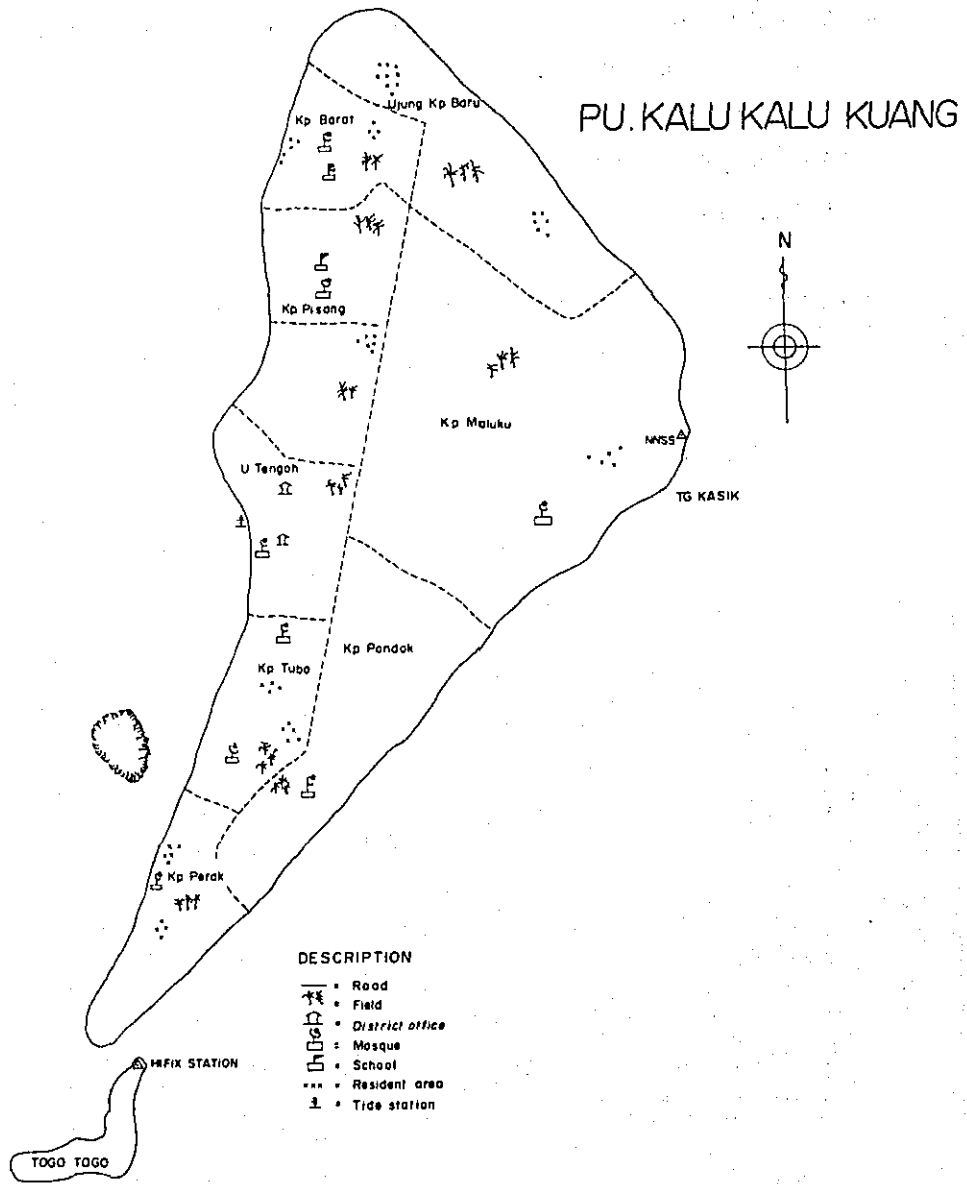 PU. KALU KALU KUANG
Ujung Kp Baru
Kp Barat
N
Kp Pisang
Kp Maluku
NNSS
U Tengah
TG KASIK
Kp Pondok
Kp Tubo
Kp Perak
DESCRIPTION
Road
Field
District office
Mosque
School
Resident area
Tide station
HIFIX STATION
TOGO TOGO